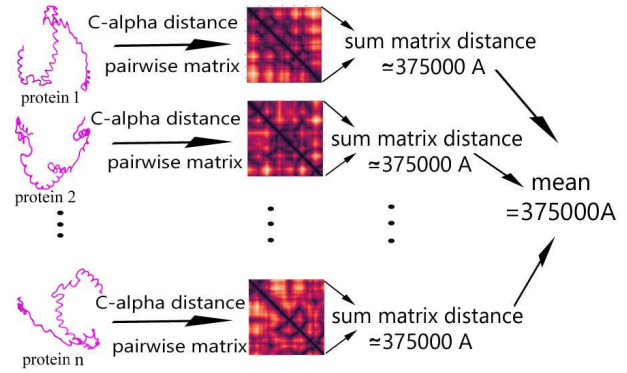 C-alpha distance
pairwise matrix
protein 1
sum matrix distance
≃375000 A
C-alpha distance
pairwise matrix
protein 2
sum matrix distance
≃375000 A
mean
=375000A
C-alpha distance
pairwise matrix
protein n
sum matrix distance
≃375000 A